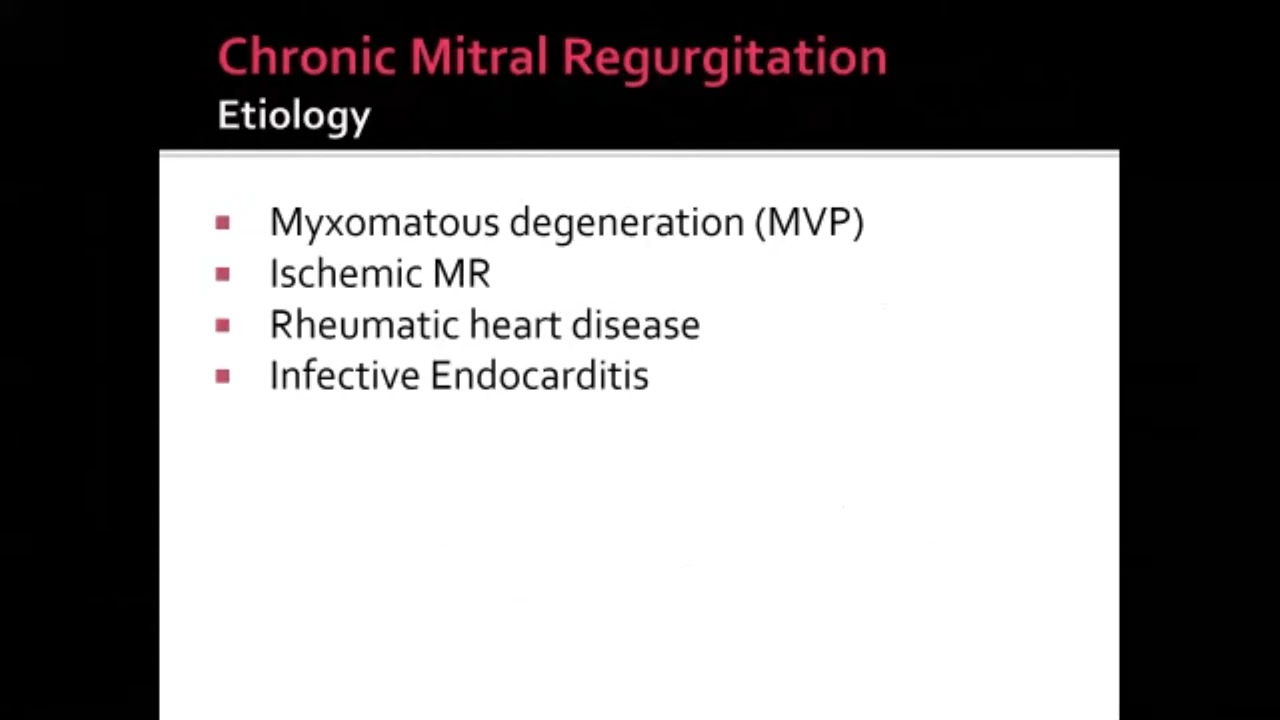 Chronic Mitral Regurgitation
Etiology
Myxomatous degeneration (MVP)
Ischemic MR
Rheumatic heart disease
Infective Endocarditis